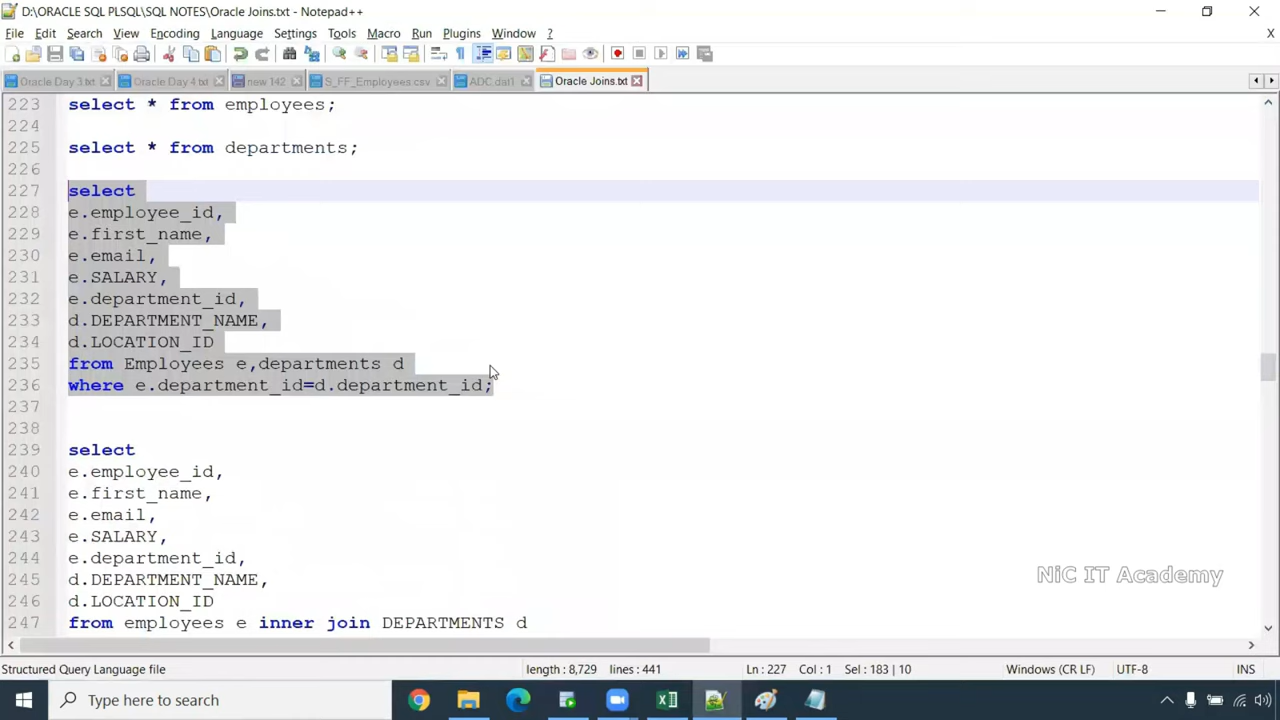 D:\ORACLE SQL PLSQL\SQL NOTES\Oracle Joins.txt - Notepad++
File Edit Search View Encoding Language Settings Tools Macro Run Plugins Window ? X
Oracle Day 3.txt Oracle Day 4.txt new 142 S_FF_Employees.csv ADC.dat1 Oracle Joins.txt
223 select * from employees;
224
225 select * from departments;
226
227 select
228 e.employee_id,
229 e.first_name,
230 e.email,
231 e.SALARY,
232 e.department_id,
233 d.DEPARTMENT_NAME,
234 d.LOCATION_ID
235 from Employees e,departments d
236 where e.department_id=d.department_id;
237
238
239 select
240 e.employee_id,
241 e.first_name,
242 e.email,
243 e.SALARY,
244 e.department_id,
245 d.DEPARTMENT_NAME,
NiC IT Academy
246 d.LOCATION_ID
247 from employees e inner join DEPARTMENTS d
Structured Query Language file length : 8,729 lines : 441 Ln : 227 Col : 1 Sel : 183 | 10 Windows (CR LF) UTF-8 INS
Type here to search